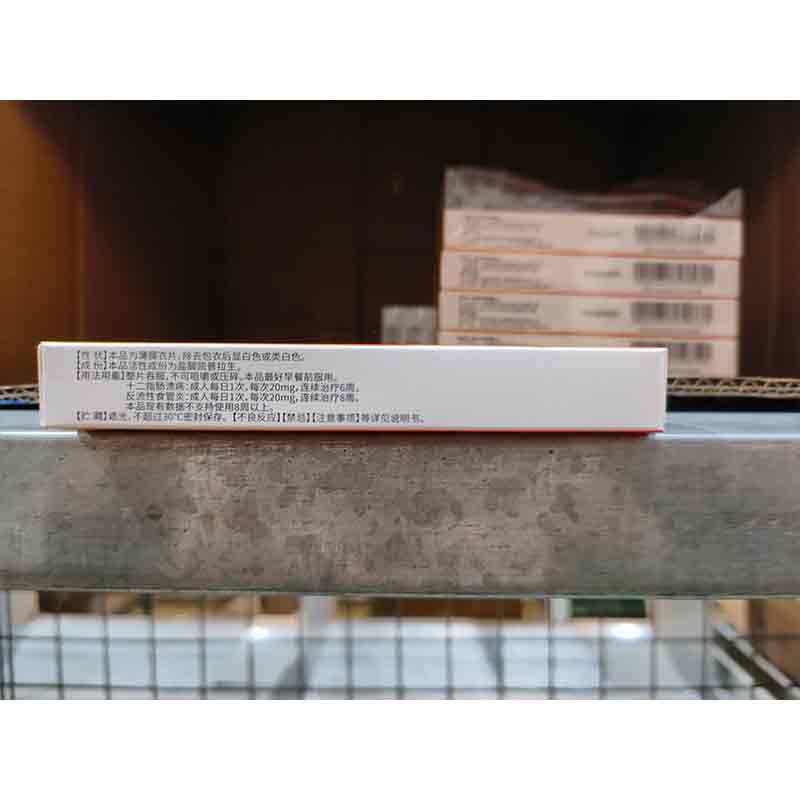 【性 状】本品为薄膜衣片，除去包衣后显白色或类白色。
【成 份】本品活性成份为盐酸凯普拉生。
【用法用量】整片吞服，不可咀嚼或压碎。本品最好早餐前服用。
十二指肠溃疡：成人每日1次，每次20mg，连续治疗6周。
反流性食管炎：成人每日1次，每次20mg，连续治疗8周。
本品现有数据不支持使用8周以上。
【贮 藏】遮光，不超过30℃密封保存。【不良反应】【禁忌】【注意事项】等详见说明书。